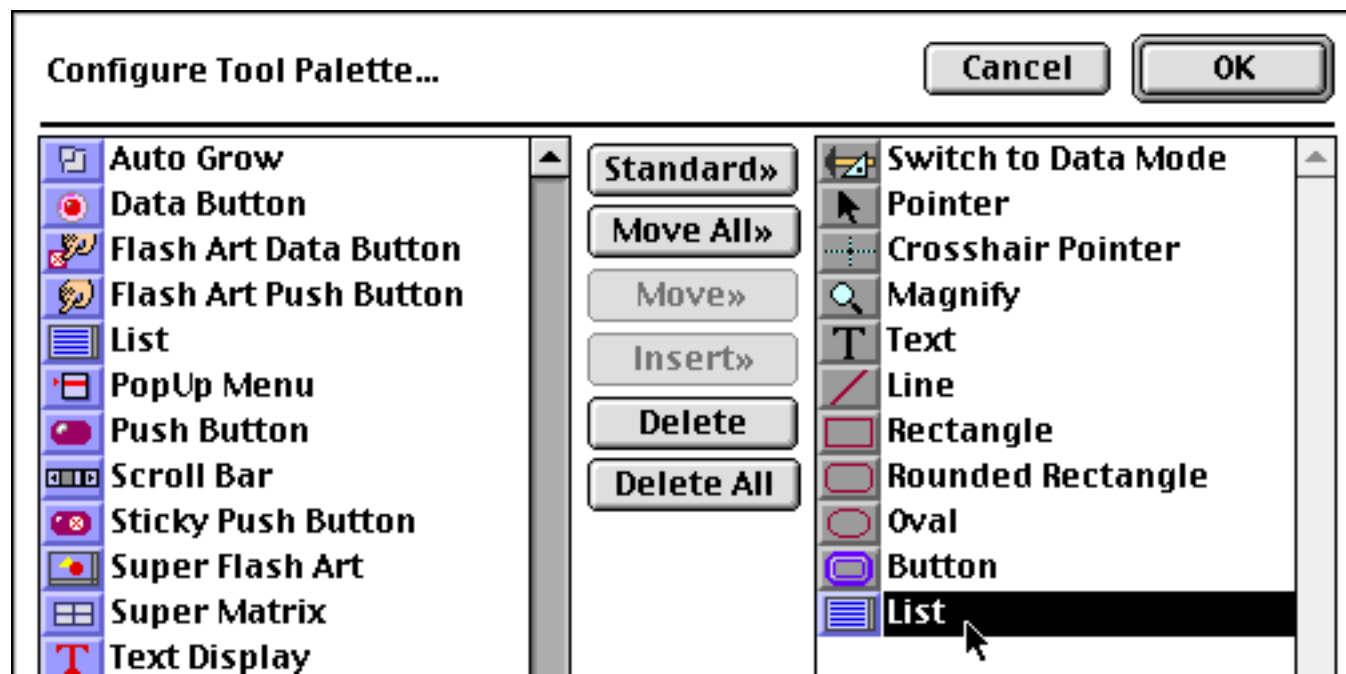 Configure Tool Palette...
Cancel
OK
Auto Grow
Data Button
Flash Art Data Button
Flash Art Push Button
List
PopUp Menu
Push Button
Scroll Bar
Sticky Push Button
Super Flash Art
Super Matrix
Text Display
Standard»
Move All»
Move»
Insert»
Delete
Delete All
Switch to Data Mode
Pointer
Crosshair Pointer
Magnify
Text
Line
Rectangle
Rounded Rectangle
Oval
Button
List